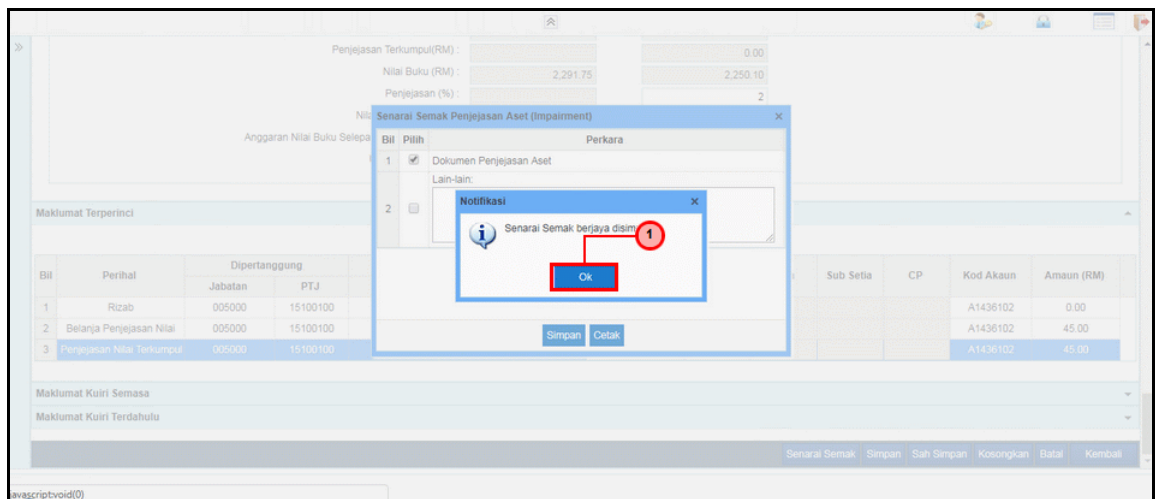 Penjejasan Terkumpul(RM) : 0.00
Nilai Buku (RM) : 2,291.75 2,250.10
Penjejasan (%) : 2
Senarai Semak Penjejasan Aset (Impairment) x
Anggaran Nilai Buku
Bil Pilih Perkara
1 Dokumen Penjejasan Aset
Lain-lain:
2
Notifikasi x
Senarai Semak berjaya
1
Ok
Simpan Cetak
Maklumat Terperinci
Bil Perihal Dipertanggung Sub Setia CP Kod Akaun Amaun (RM)
Jabatan PTJ
1 Rizab 005000 15100100 A1436102 0.00
2 Belanja Penjejasan Nilai 005000 15100100 A1436102 45.00
3 Penjejasan Nilai Terkumpul 005000 15100100 A1436102 45.00
Maklumat Kuiri Semasa
Maklumat Kuiri Terdahulu
Senarai Semak Simpan Sah Simpan Kosongkan Batal Kembali
avascript:void(0)